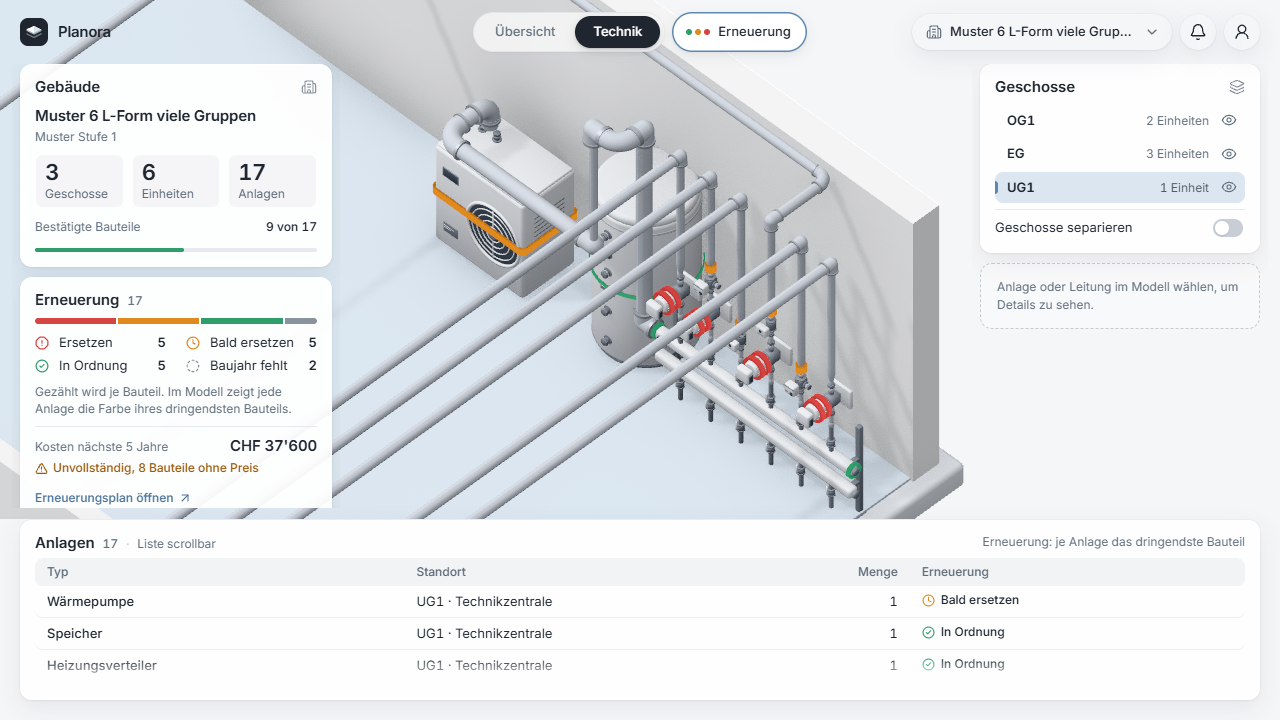 Planora
Übersicht
Technik
Erneuerung
Muster 6 L-Form viele Grup...
Gebäude
Muster 6 L-Form viele Gruppen
Muster Stufe 1
3 Geschosse
6 Einheiten
17 Anlagen
Bestätigte Bauteile 9 von 17
Erneuerung 17
Ersetzen 5
Bald ersetzen 5
In Ordnung 5
Baujahr fehlt 2
Gezählt wird je Bauteil. Im Modell zeigt jede
Anlage die Farbe ihres dringendsten Bauteils.
Kosten nächste 5 Jahre CHF 37'600
Unvollständig, 8 Bauteile ohne Preis
Erneuerungsplan öffnen
Geschosse
OG1 2 Einheiten
EG 3 Einheiten
UG1 1 Einheit
Geschosse separieren
Anlage oder Leitung im Modell wählen, um
Details zu sehen.
Anlagen 17 · Liste scrollbar
Erneuerung: je Anlage das dringendste Bauteil
Typ Standort Menge Erneuerung
Wärmepumpe UG1 · Technikzentrale 1 Bald ersetzen
Speicher UG1 · Technikzentrale 1 In Ordnung
Heizungsverteiler UG1 · Technikzentrale 1 In Ordnung